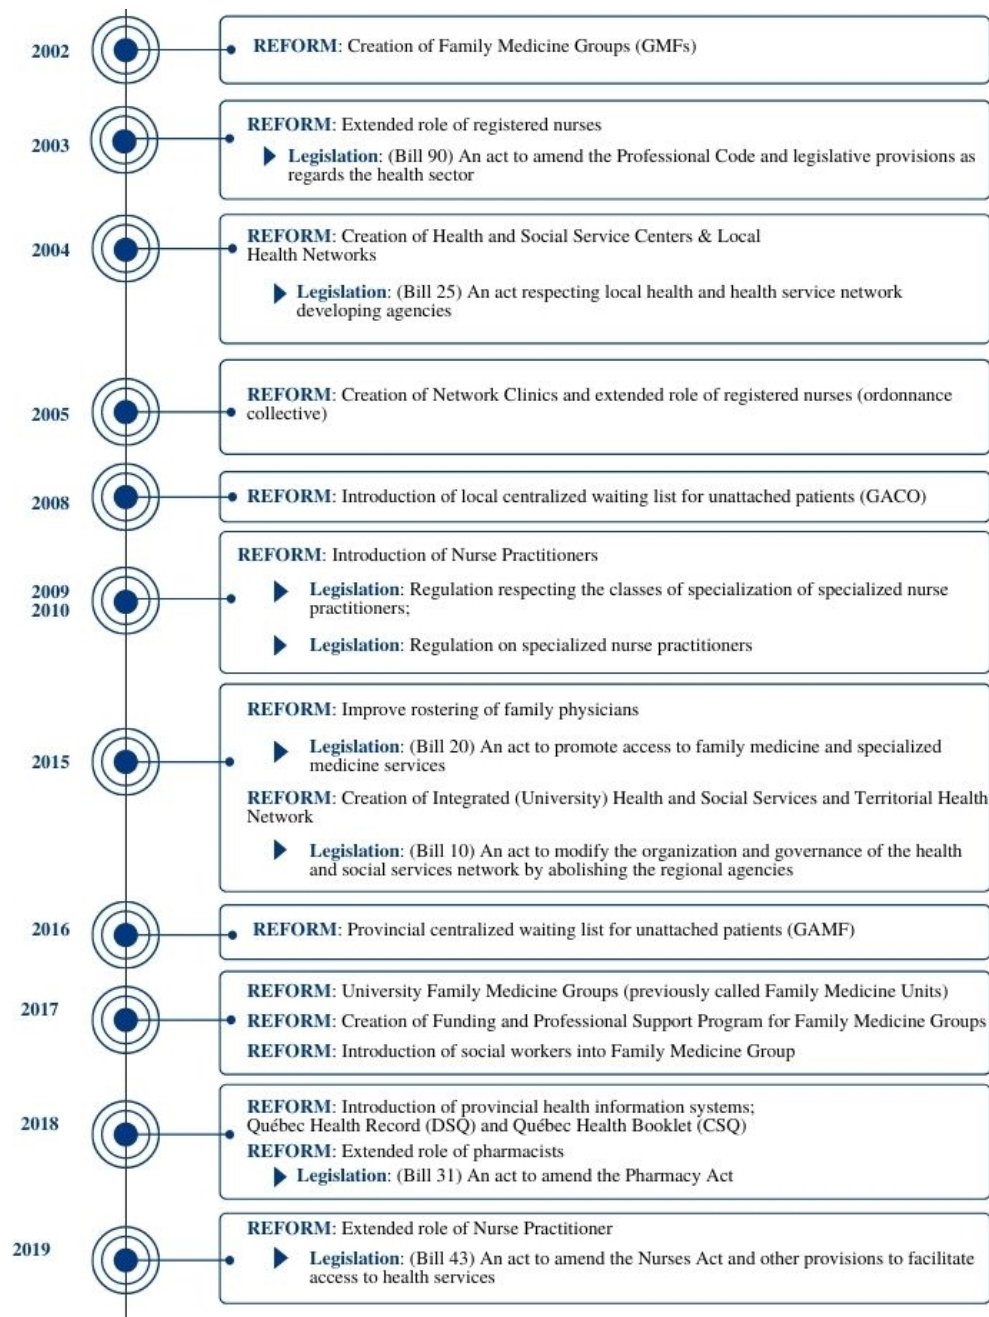 2002
REFORM: Creation of Family Medicine Groups (GMFs)
2003
REFORM: Extended role of registered nurses
Legislation: (Bill 90) An act to amend the Professional Code and legislative provisions as
regards the health sector
2004
REFORM: Creation of Health and Social Service Centers & Local
Health Networks
Legislation: (Bill 25) An act respecting local health and health service network
developing agencies
2005
REFORM: Creation of Network Clinics and extended role of registered nurses (ordonnance
collective)
2008
REFORM: Introduction of local centralized waiting list for unattached patients (GACO)
2009
2010
REFORM: Introduction of Nurse Practitioners
Legislation: Regulation respecting the classes of specialization of specialized nurse
practitioners;
Legislation: Regulation on specialized nurse practitioners
2015
REFORM: Improve rostering of family physicians
Legislation: (Bill 20) An act to promote access to family medicine and specialized
medicine services
REFORM: Creation of Integrated (University) Health and Social Services and Territorial Health
Network
Legislation: (Bill 10) An act to modify the organization and governance of the health
and social services network by abolishing the regional agencies
2016
REFORM: Provincial centralized waiting list for unattached patients (GAMF)
2017
REFORM: University Family Medicine Groups (previously called Family Medicine Units)
REFORM: Creation of Funding and Professional Support Program for Family Medicine Groups
REFORM: Introduction of social workers into Family Medicine Group
2018
REFORM: Introduction of provincial health information systems;
Québec Health Record (DSQ) and Québec Health Booklet (CSQ)
REFORM: Extended role of pharmacists
Legislation: (Bill 31) An act to amend the Pharmacy Act
2019
REFORM: Extended role of Nurse Practitioner
Legislation: (Bill 43) An act to amend the Nurses Act and other provisions to facilitate
access to health services